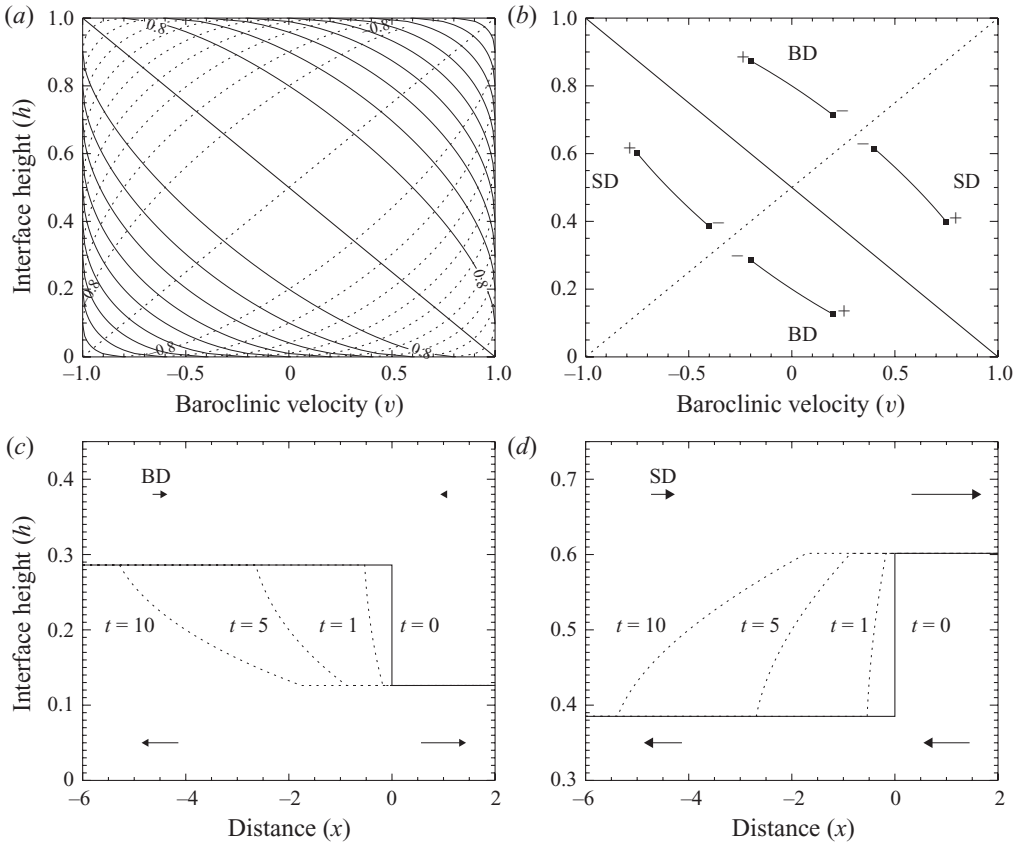 (a)
(b)
1.0
0.8
0.6
0.4
0.2
0
Interface height (h)
0.8
0.8
0.8
0.8
0.8
0.8
−1.0
−0.5
0
0.5
1.0
Baroclinic velocity (v)
1.0
0.8
0.6
0.4
0.2
0
+
BD
−
+
SD
−
−
SD
+
−
+
BD
−1.0
−0.5
0
0.5
1.0
Baroclinic velocity (v)
(c)
(d)
0.4
0.3
0.2
0.1
0
Interface height (h)
BD
t = 10
t = 5
t = 1
t = 0
−6
−4
−2
0
2
Distance (x)
0.7
0.6
0.5
0.4
0.3
SD
t = 10
t = 5
t = 1
t = 0
−6
−4
−2
0
2
Distance (x)